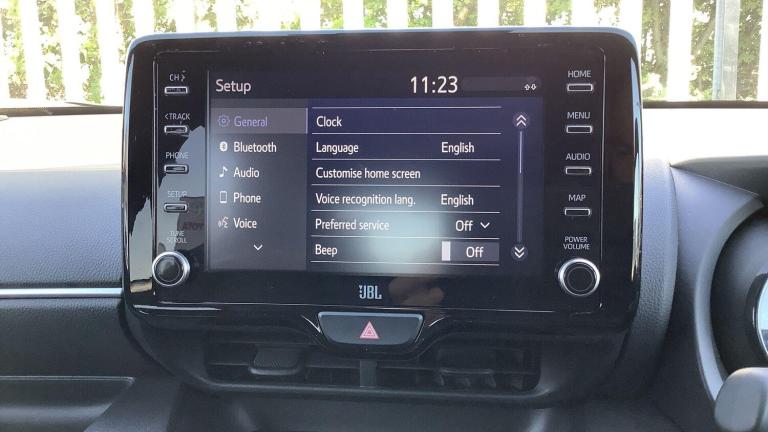 CH >
< TRACK
PHONE
SETUP
TUNE
SCROLL
Setup 11:23
General
Bluetooth
Audio
Phone
Voice
Clock
Language English
Customise home screen
Voice recognition lang. English
Preferred service Off
Beep Off
HOME
MENU
AUDIO
MAP
POWER
VOLUME
JBL